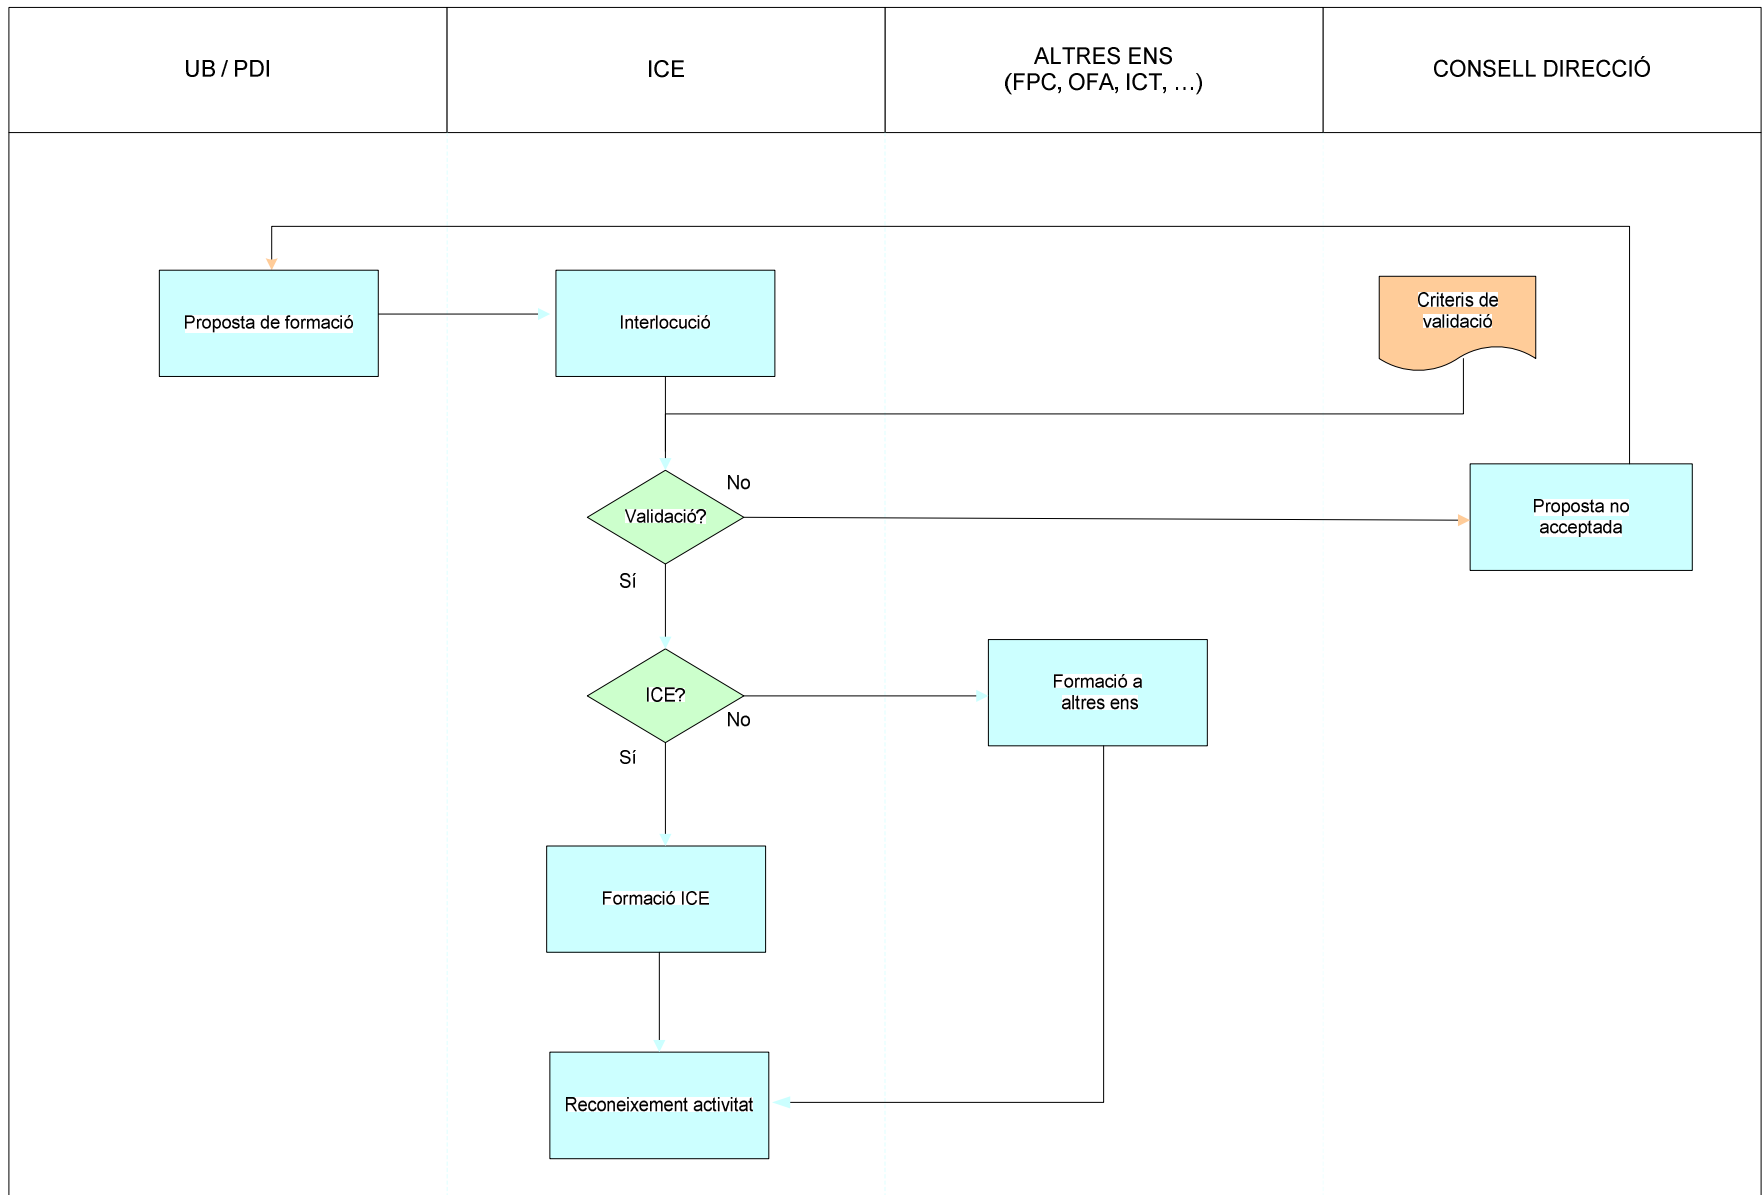 UB / PDI
ICE
ALTRES ENS
(FPC, OFA, ICT, …)
CONSELL DIRECCIÓ
Proposta de formació
Interlocució
Criteris de
validació
Validació?
No
Proposta no
acceptada
Sí
ICE?
No
Formació a
altres ens
Sí
Formació ICE
Reconeixement activitat